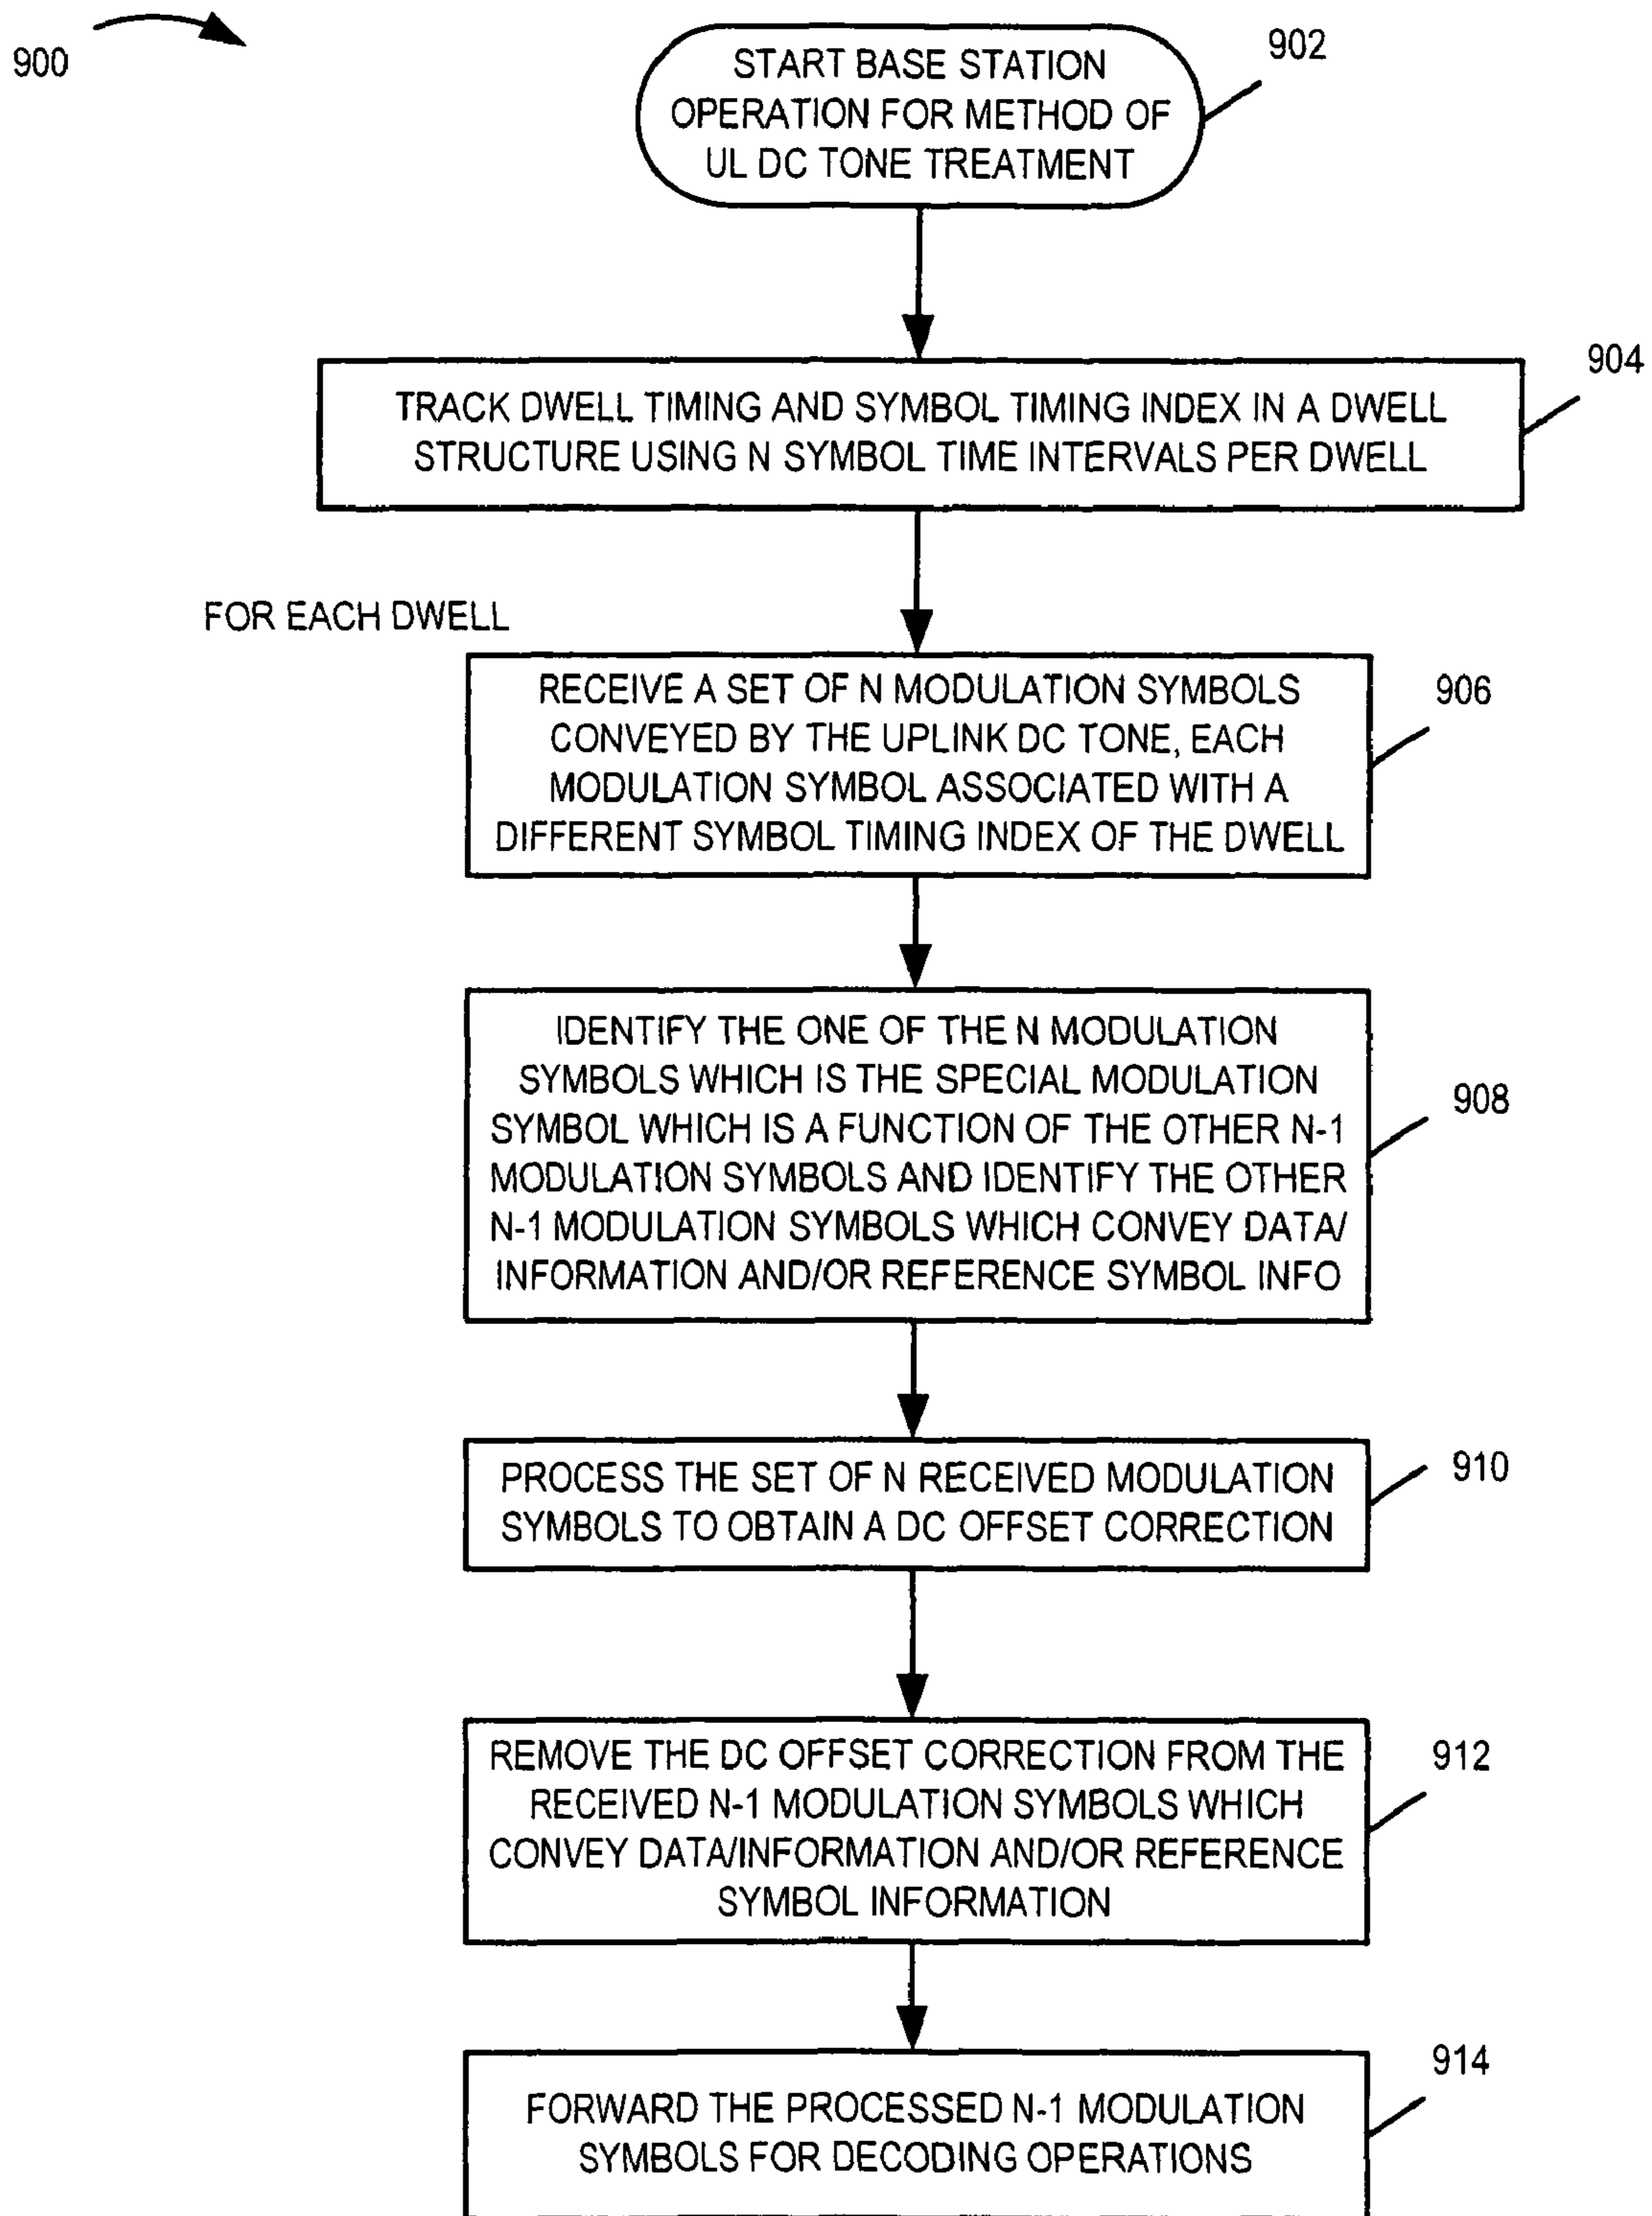 900
START BASE STATION
OPERATION FOR METHOD OF
UL DC TONE TREATMENT
902
TRACK DWELL TIMING AND SYMBOL TIMING INDEX IN A DWELL
STRUCTURE USING N SYMBOL TIME INTERVALS PER DWELL
904
FOR EACH DWELL
RECEIVE A SET OF N MODULATION SYMBOLS
CONVEYED BY THE UPLINK DC TONE, EACH
MODULATION SYMBOL ASSOCIATED WITH A
DIFFERENT SYMBOL TIMING INDEX OF THE DWELL
906
IDENTIFY THE ONE OF THE N MODULATION
SYMBOLS WHICH IS THE SPECIAL MODULATION
SYMBOL WHICH IS A FUNCTION OF THE OTHER N-1
MODULATION SYMBOLS AND IDENTIFY THE OTHER
N-1 MODULATION SYMBOLS WHICH CONVEY DATA/
INFORMATION AND/OR REFERENCE SYMBOL INFO
908
PROCESS THE SET OF N RECEIVED MODULATION
SYMBOLS TO OBTAIN A DC OFFSET CORRECTION
910
REMOVE THE DC OFFSET CORRECTION FROM THE
RECEIVED N-1 MODULATION SYMBOLS WHICH
CONVEY DATA/INFORMATION AND/OR REFERENCE
SYMBOL INFORMATION
912
FORWARD THE PROCESSED N-1 MODULATION
SYMBOLS FOR DECODING OPERATIONS
914